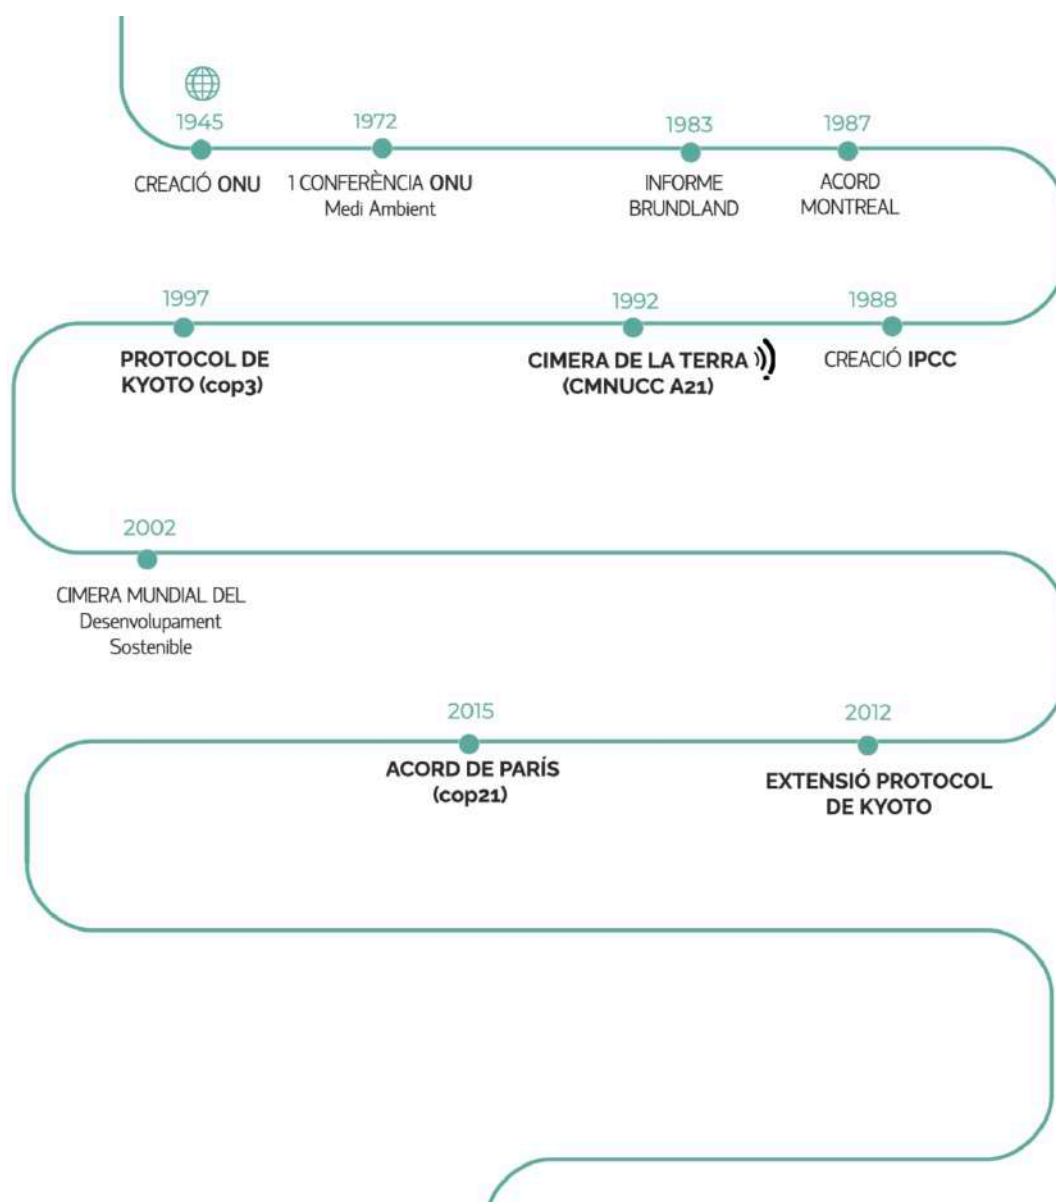 1945
CREACIÓ ONU
1972
1 CONFERÈNCIA ONU
Medi Ambient
1983
INFORME
BRUNDLAND
1987
ACORD
MONTREAL
1988
CREACIÓ IPCC
1992
CIMERA DE LA TERRA
(CMNUCC A21)
1997
PROTOCOL DE
KYOTO (cop3)
2002
CIMERA MUNDIAL DEL
Desenvolupament
Sostenible
2012
EXTENSIÓ PROTOCOL
DE KYOTO
2015
ACORD DE PARÍS
(cop21)